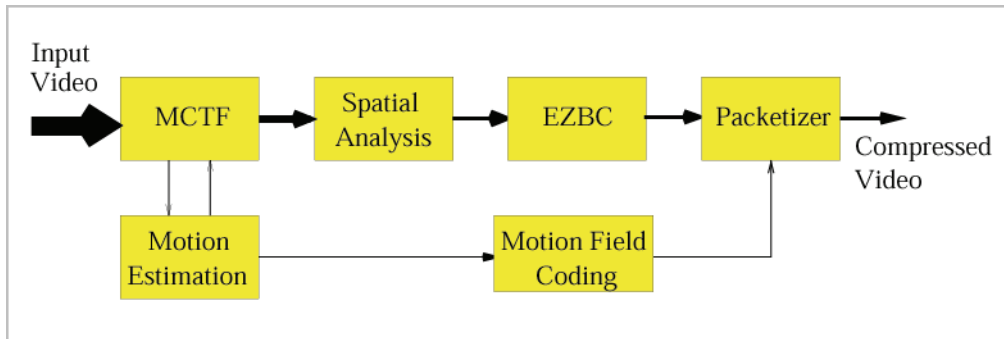 Input
Video
MCTF
Spatial
Analysis
EZBC
Packetizer
Compressed
Video
Motion
Estimation
Motion Field
Coding